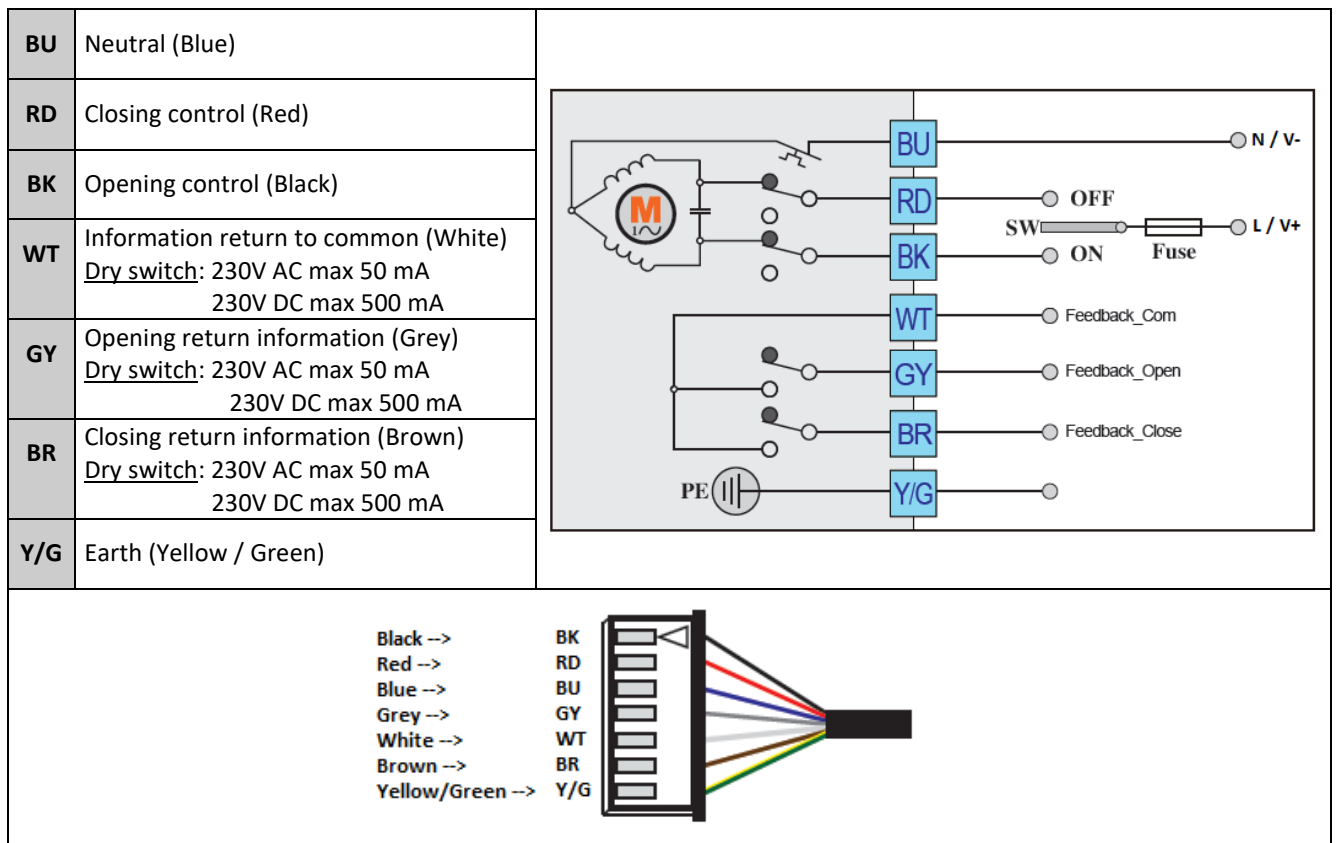 BU Neutral (Blue)
RD Closing control (Red)
BK Opening control (Black)
WT Information return to common (White)
Dry switch: 230V AC max 50 mA
230V DC max 500 mA
GY Opening return information (Grey)
Dry switch: 230V AC max 50 mA
230V DC max 500 mA
BR Closing return information (Brown)
Dry switch: 230V AC max 50 mA
230V DC max 500 mA
Y/G Earth (Yellow / Green)
BU N / V-
M
1
RD OFF
SW Fuse L / V+
BK ON
WT Feedback_Com
GY Feedback_Open
BR Feedback_Close
PE Y/G
Black --> BK
Red --> RD
Blue --> BU
Grey --> GY
White --> WT
Brown --> BR
Yellow/Green --> Y/G